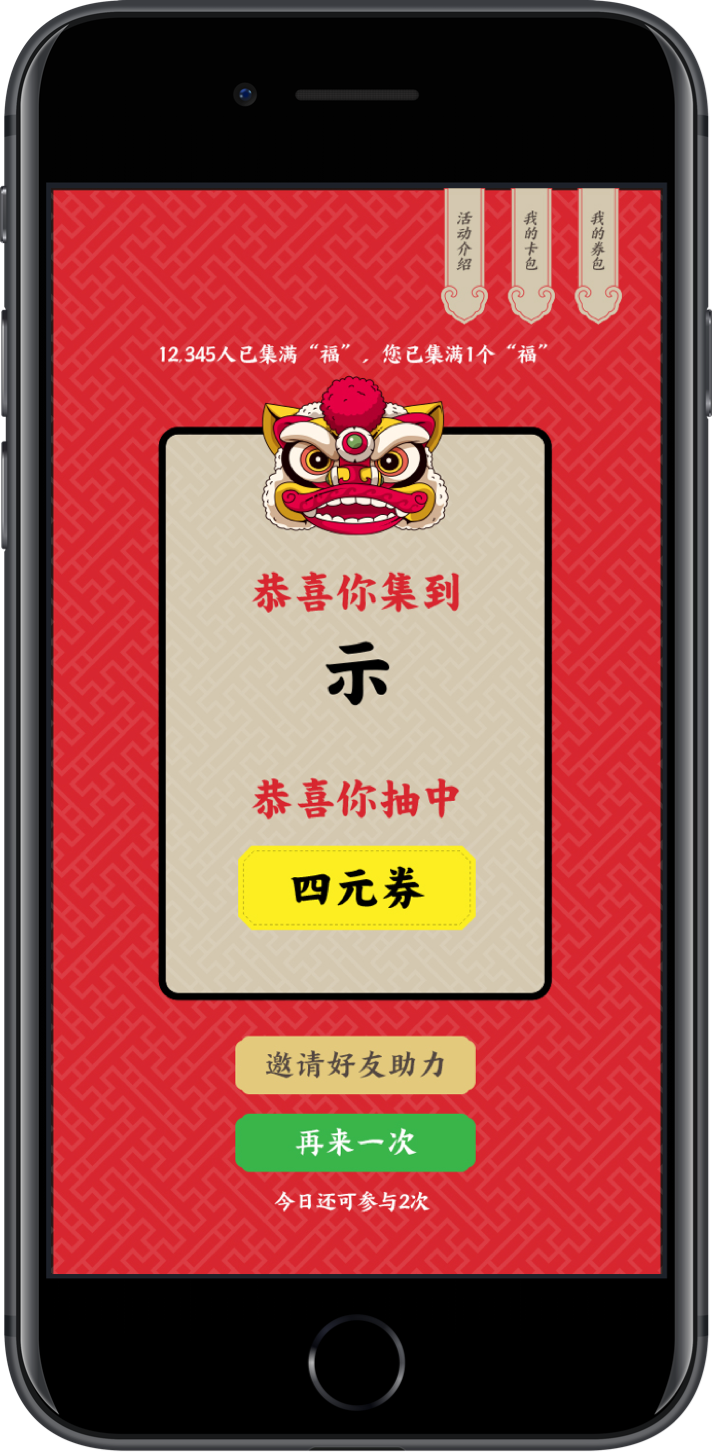 活动介绍
我的卡包
我的券包
12,345人已集满“福”，您已集满1个“福”
恭喜你集到
示
恭喜你抽中
四元券
邀请好友助力
再来一次
今日还可参与2次